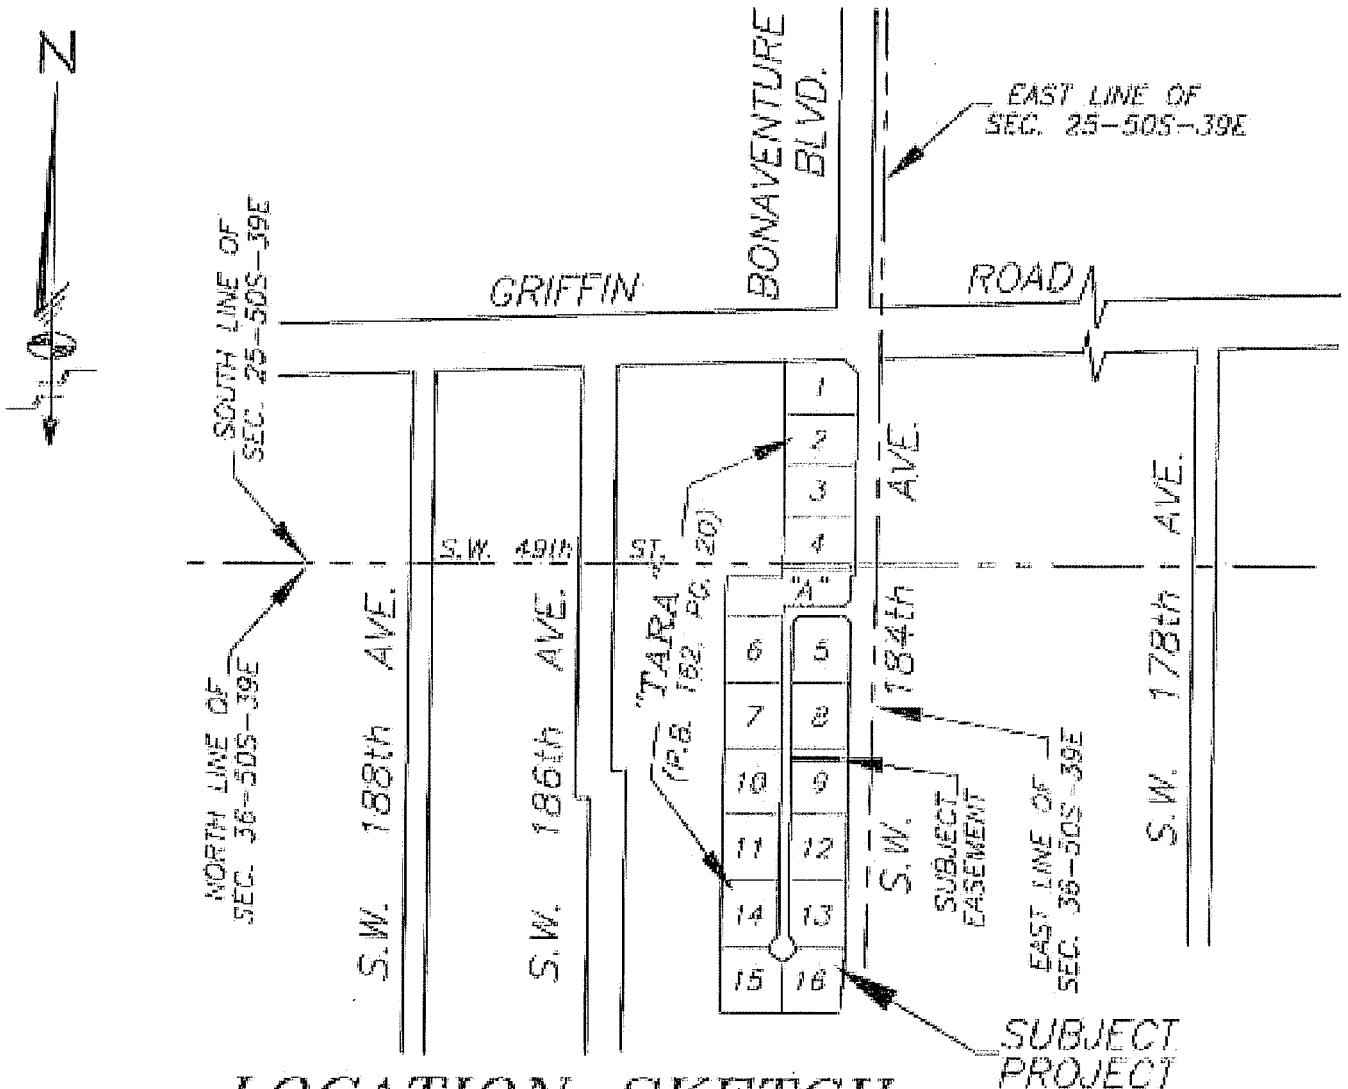 N
BONAVENTURE
BLVD.
EAST LINE OF
SEC. 25-50S-39E
SOUTH LINE OF
SEC. 25-50S-39E
GRIFFIN
ROAD
1
2
3
4
S.W. 49th ST.
"A"
"TARA"
(P.B. 162, PG. 20)
6
5
7
8
10
9
11
12
14
13
15
16
NORTH LINE OF
SEC. 36-50S-39E
S.W. 188th AVE.
S.W. 186th AVE.
S.W. 184th AVE.
S.W. 178th AVE.
SUBJECT
EASEMENT
EAST LINE OF
SEC. 36-50S-39E
SUBJECT
PROJECT
LOCATION SKETCH